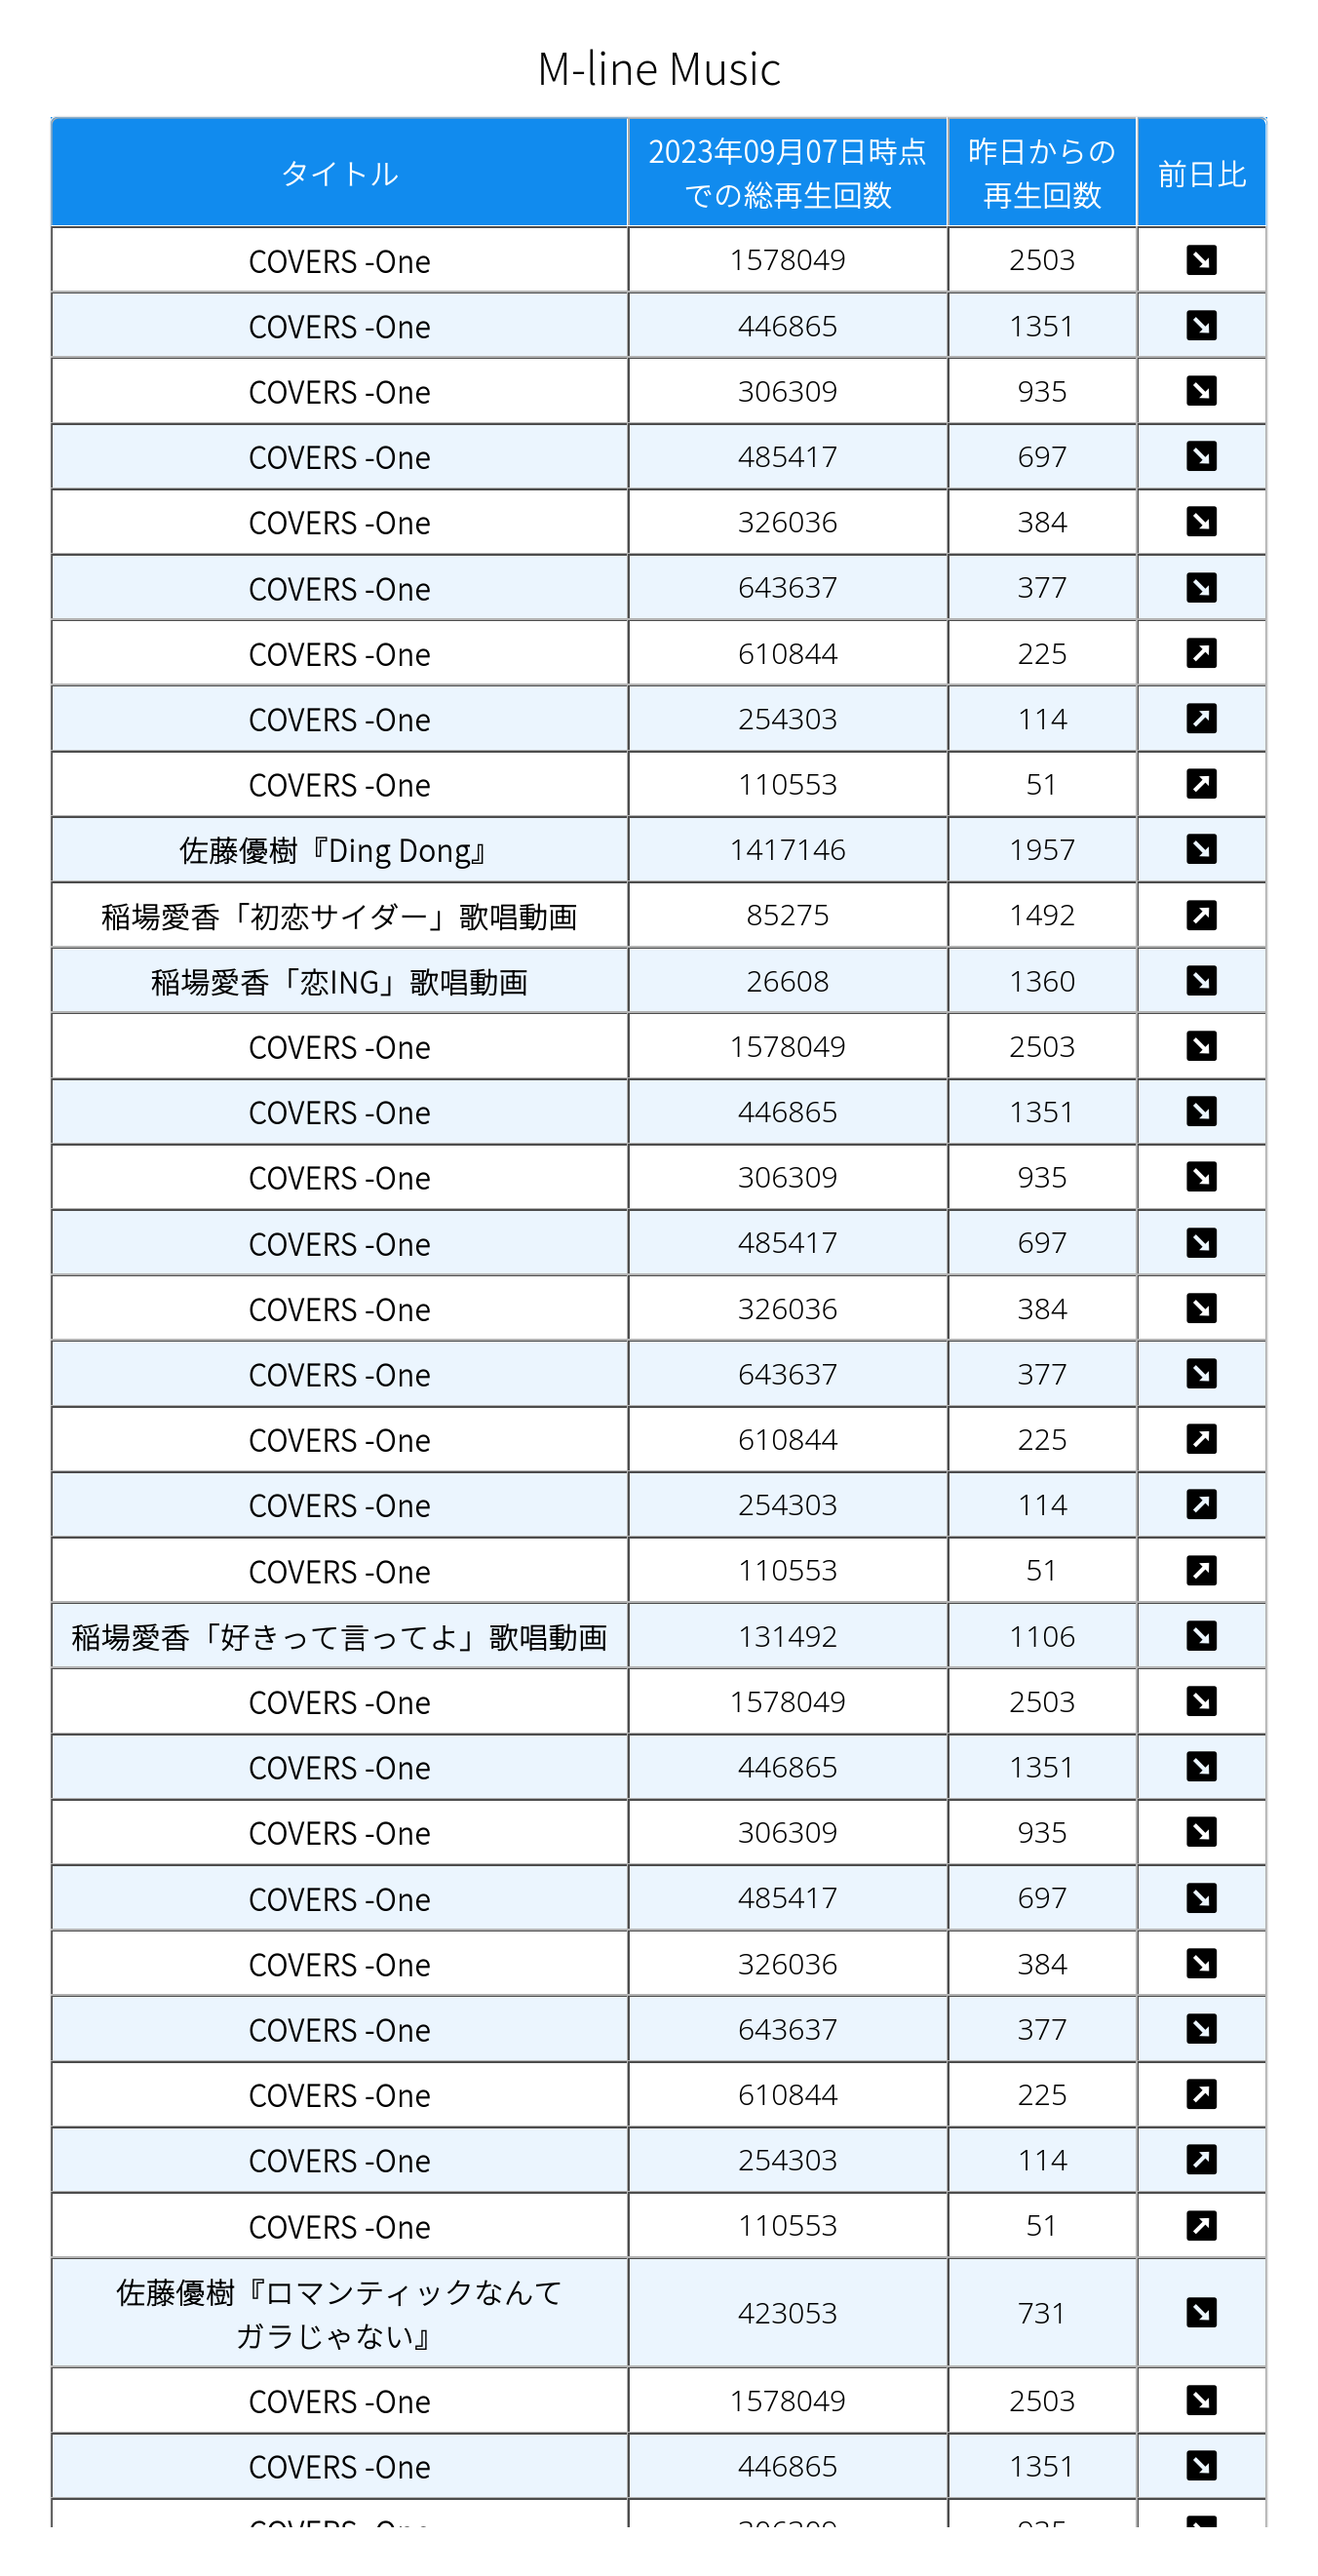 M-line Music
タイトル 2023年09月07日時点での総再生回数 昨日からの再生回数 前日比
COVERS -One 1578049 2503
COVERS -One 446865 1351
COVERS -One 306309 935
COVERS -One 485417 697
COVERS -One 326036 384
COVERS -One 643637 377
COVERS -One 610844 225
COVERS -One 254303 114
COVERS -One 110553 51
佐藤優樹『Ding Dong』 1417146 1957
稲場愛香「初恋サイダー」歌唱動画 85275 1492
稲場愛香「恋ING」歌唱動画 26608 1360
COVERS -One 1578049 2503
COVERS -One 446865 1351
COVERS -One 306309 935
COVERS -One 485417 697
COVERS -One 326036 384
COVERS -One 643637 377
COVERS -One 610844 225
COVERS -One 254303 114
COVERS -One 110553 51
稲場愛香「好きって言ってよ」歌唱動画 131492 1106
COVERS -One 1578049 2503
COVERS -One 446865 1351
COVERS -One 306309 935
COVERS -One 485417 697
COVERS -One 326036 384
COVERS -One 643637 377
COVERS -One 610844 225
COVERS -One 254303 114
COVERS -One 110553 51
佐藤優樹『ロマンティックなんて
ガラじゃない』 423053 731
COVERS -One 1578049 2503
COVERS -One 446865 1351